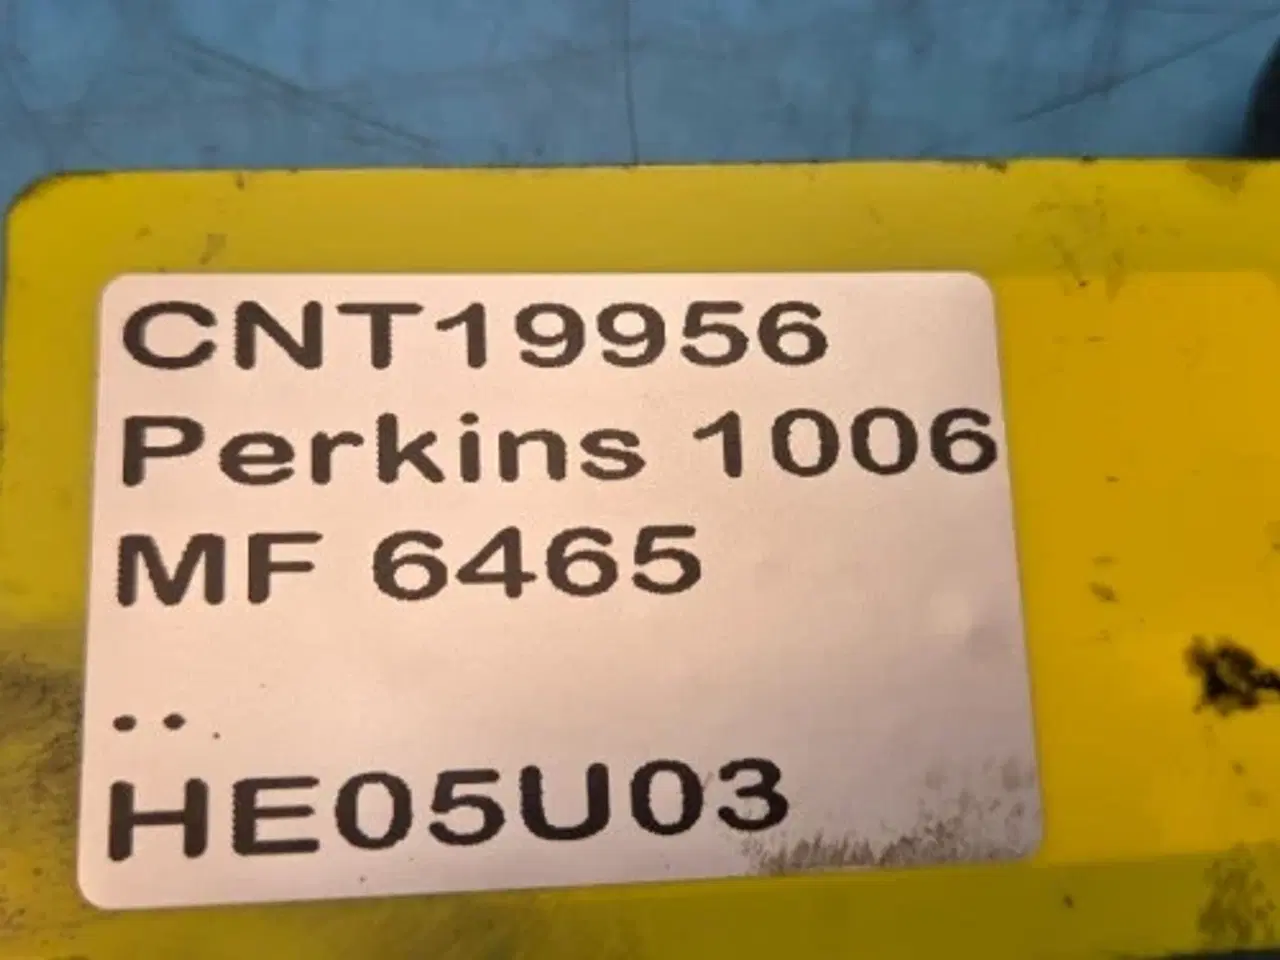 CNT19956
Perkins 1006
MF 6465
..
HE05U03